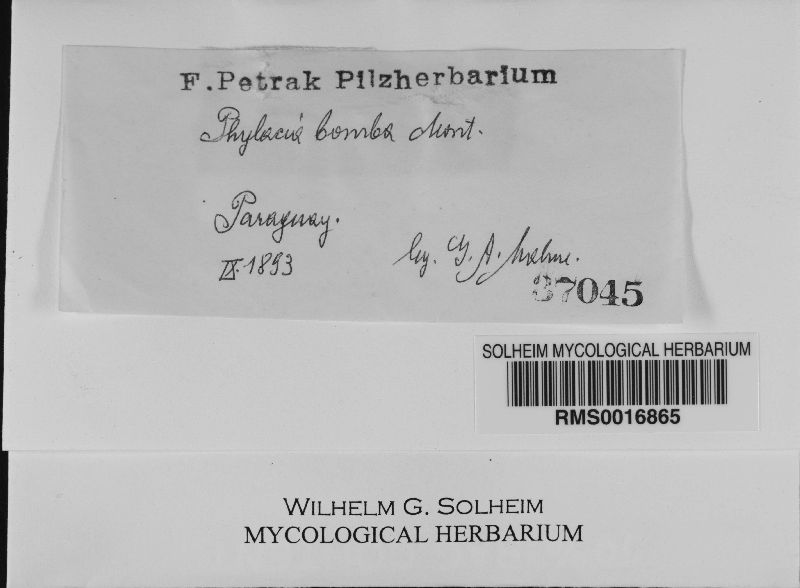 F. Petrak Pilzherbarium
Phylacia bomba Mont.
Paraguay.
IX. 1893
leg. G. A. Malme.
37045
SOLHEIM MYCOLOGICAL HERBARIUM
RMS0016865
WILHELM G. SOLHEIM
MYCOLOGICAL HERBARIUM